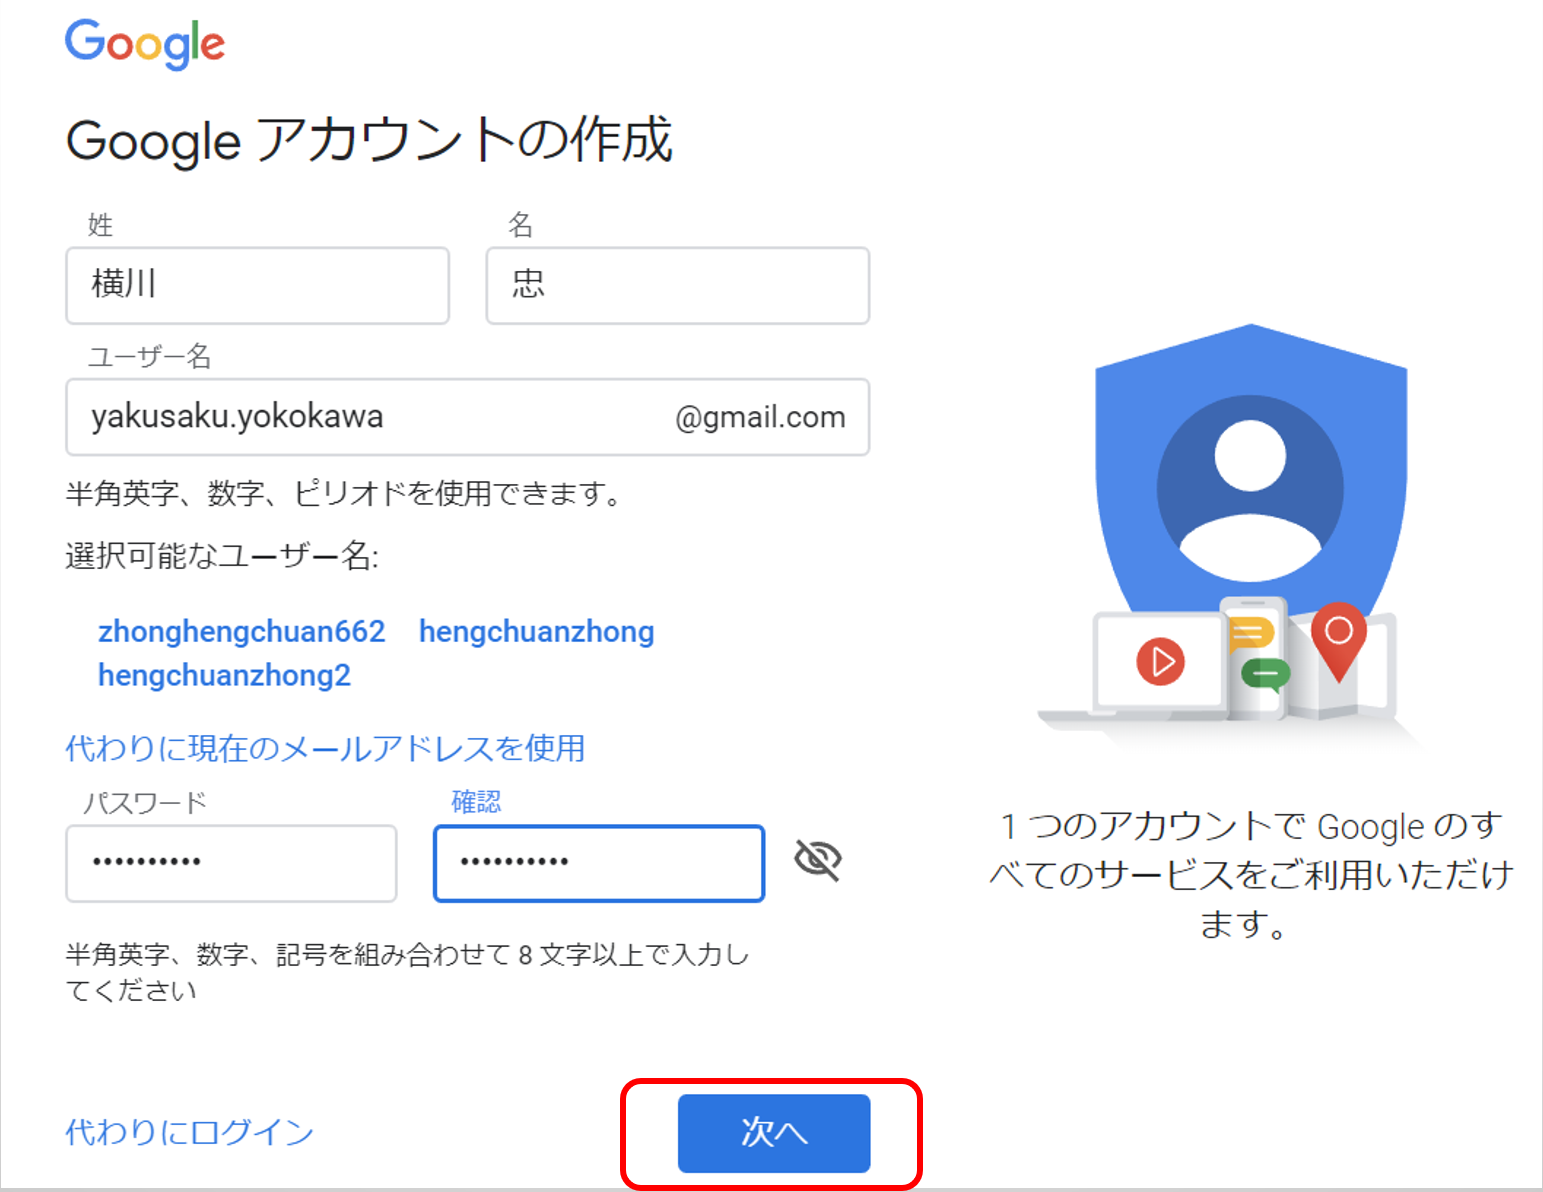 Google
Google アカウントの作成
姓 名
横川 忠
ユーザー名
yakusaku.yokokawa @gmail.com
半角英字、数字、ピリオドを使用できます。
選択可能なユーザー名:
zhonghengchuan662 hengchuanzhong
hengchuanzhong2
代わりに現在のメールアドレスを使用
パスワード 確認
•••••••••• ••••••••••
半角英字、数字、記号を組み合わせて 8 文字以上で入力し
てください
代わりにログイン 次へ
1 つのアカウントで Google のす
べてのサービスをご利用いただけ
ます。